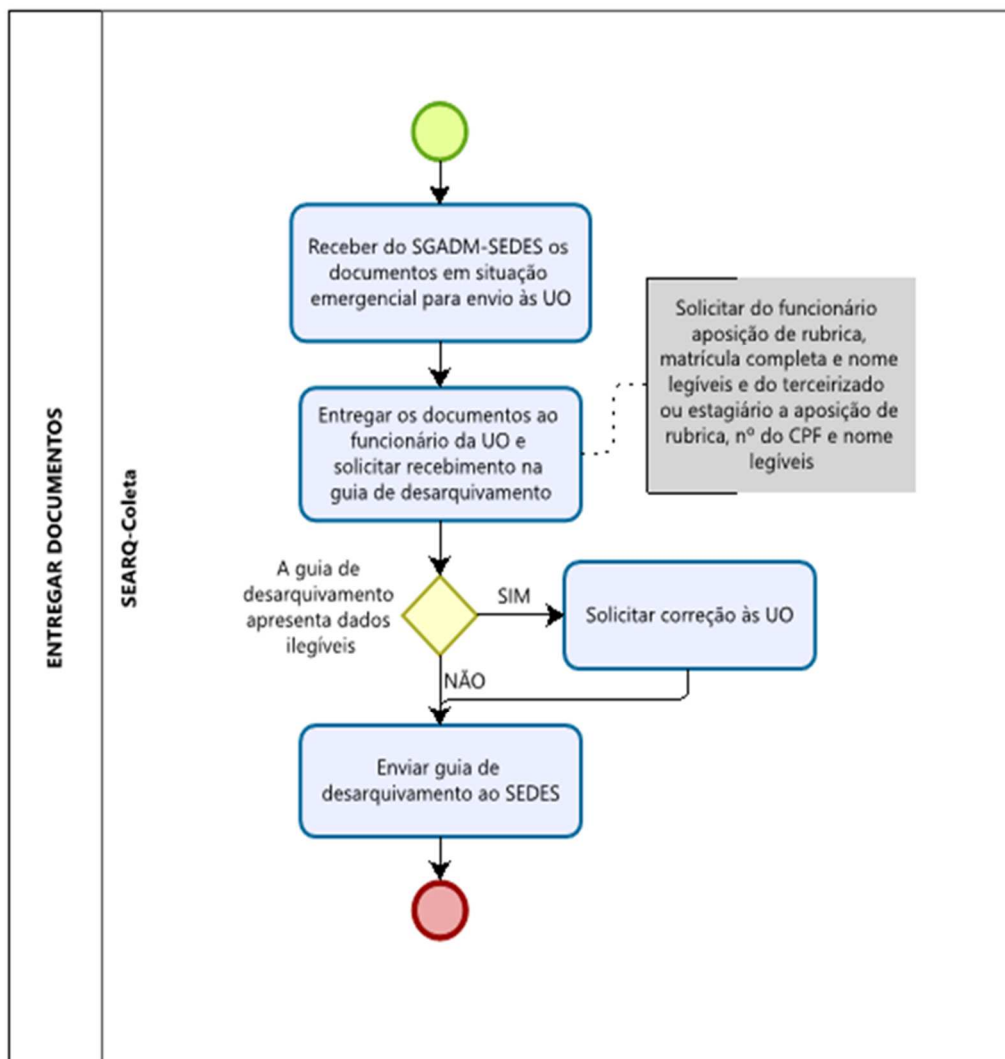 ENTREGAR DOCUMENTOS
SEARQ-Coleta
Receber do SGADM-SEDES os
documentos em situação
emergencial para envio às UO
Solicitar do funcionário
aposição de rubrica,
matrícula completa e nome
legíveis e do terceirizado
ou estagiário a aposição de
rubrica, nº do CPF e nome
legíveis
Entregar os documentos ao
funcionário da UO e
solicitar recebimento na
guia de desarquivamento
A guia de
desarquivamento
apresenta dados
ilegíveis
SIM
Solicitar correção às UO
NÃO
Enviar guia de
desarquivamento ao SEDES